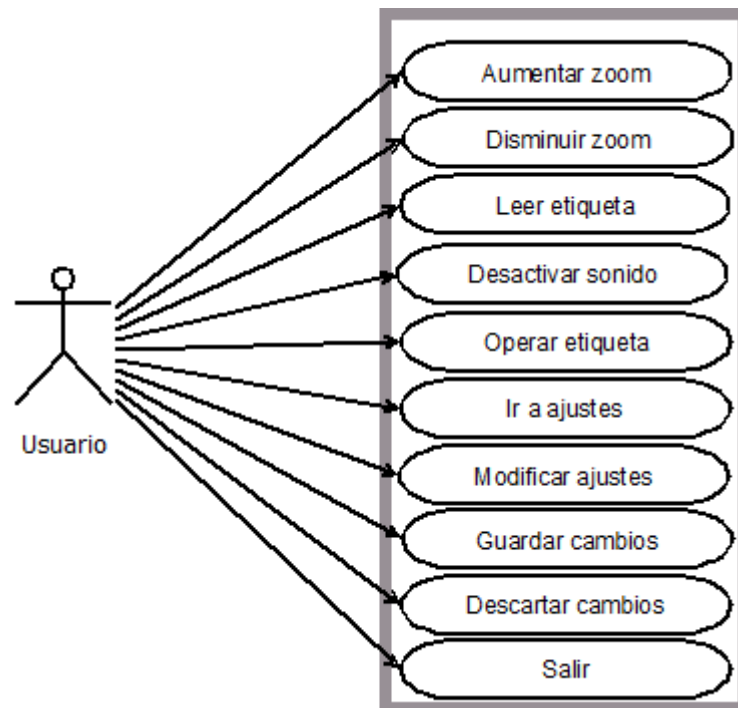 Aumentar zoom
Disminuir zoom
Leer etiqueta
Desactivar sonido
Operar etiqueta
Ir a ajustes
Modificar ajustes
Guardar cambios
Descartar cambios
Salir
Usuario